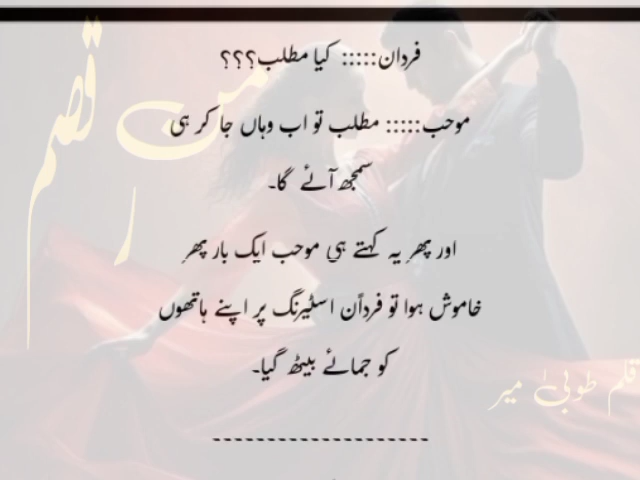 فردان::::: کیا مطلب؟؟؟
موحب::::: مطلب تو اب وہاں جا کر ہی
سمجھ آئے گا۔
اور پھر یہ کہتے ہی موحب ایک بار پھر
خاموش ہوا تو فرداًن اسٹیرنگ پر اپنے ہاتھوں
کو جمائے بیٹھ گیا۔
--------------------
قلم طوبیٰ میر